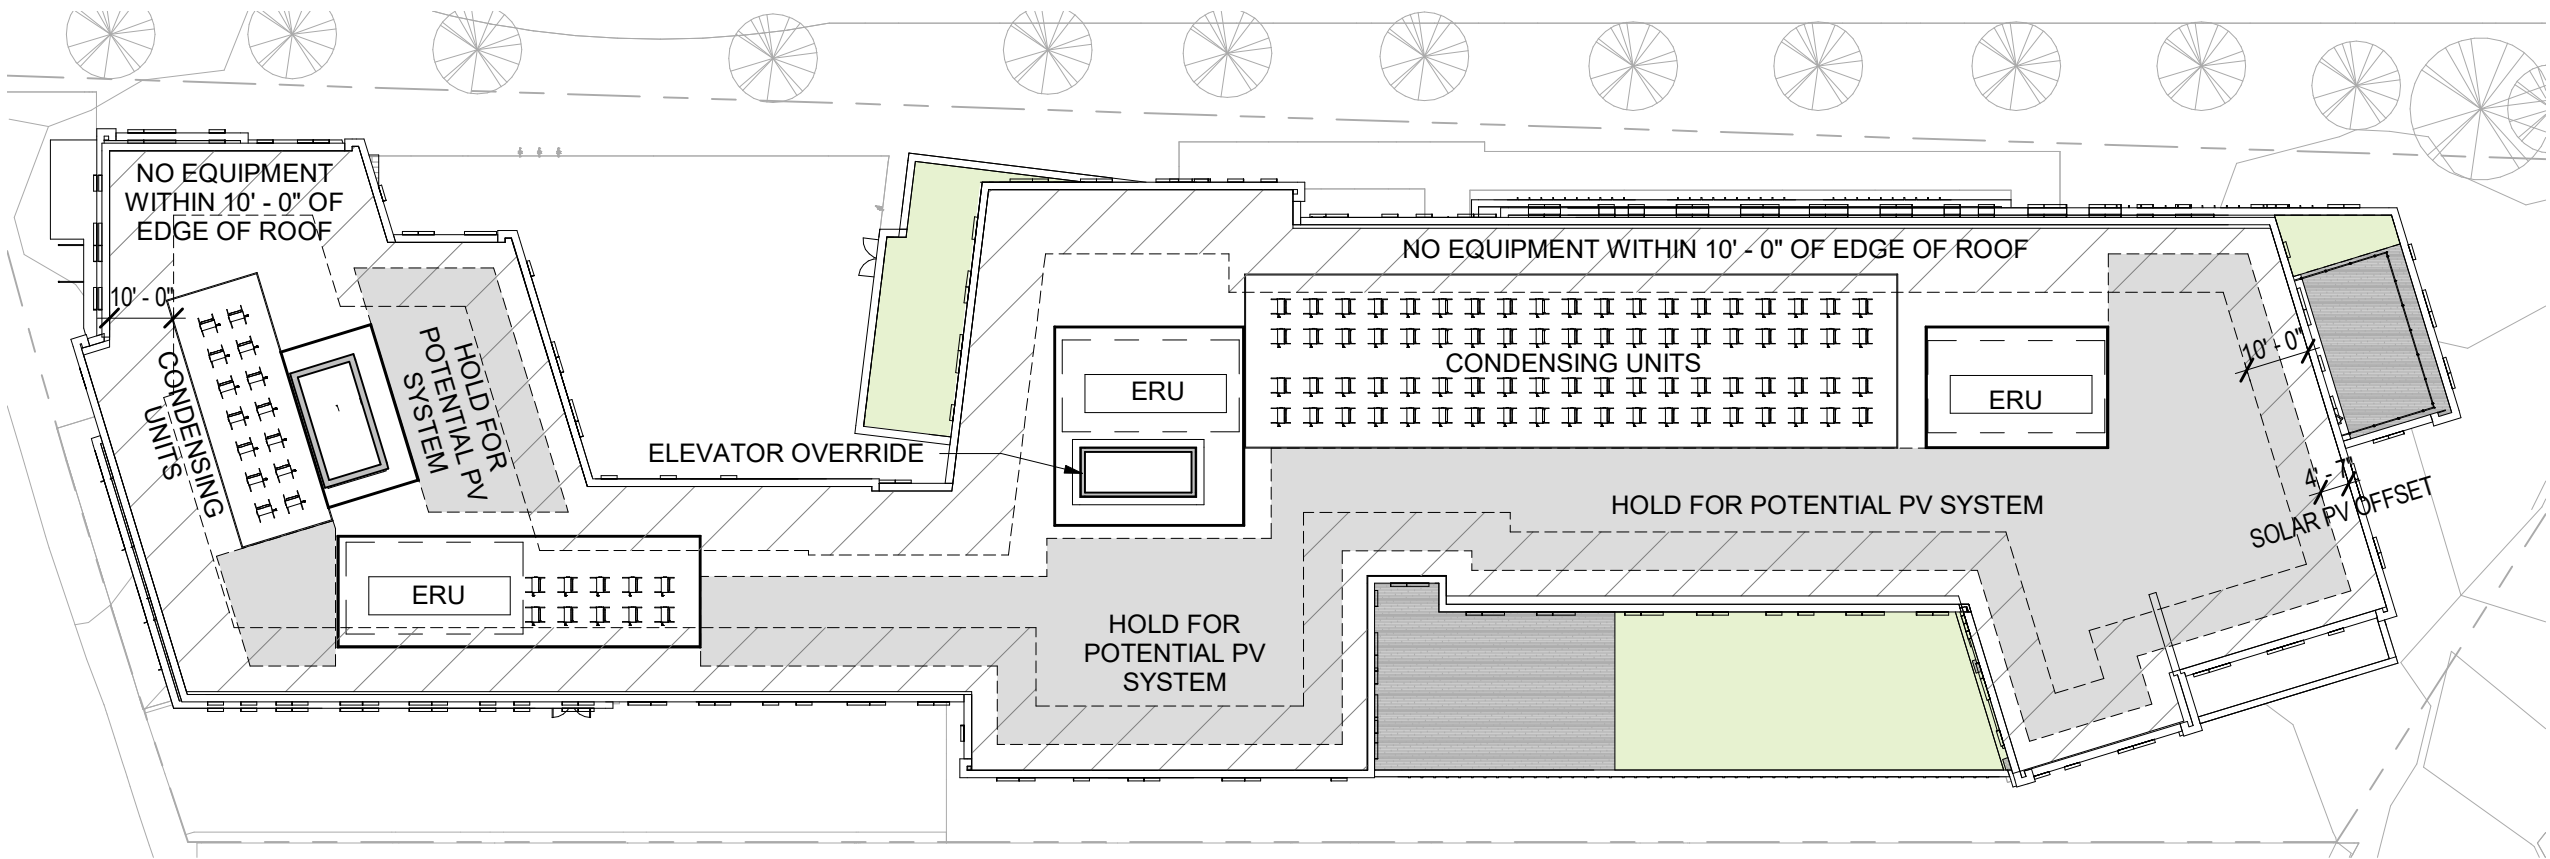 NO EQUIPMENT
WITHIN 10' - 0" OF
EDGE OF ROOF
10' - 0"
CONDENSING
UNITS
HOLD FOR
POTENTIAL PV
SYSTEM
ERU
ELEVATOR OVERRIDE
ERU
NO EQUIPMENT WITHIN 10' - 0" OF EDGE OF ROOF
CONDENSING UNITS
ERU
10' - 0"
HOLD FOR POTENTIAL PV SYSTEM
4' - 7"
SOLAR PV OFFSET
HOLD FOR
POTENTIAL PV
SYSTEM